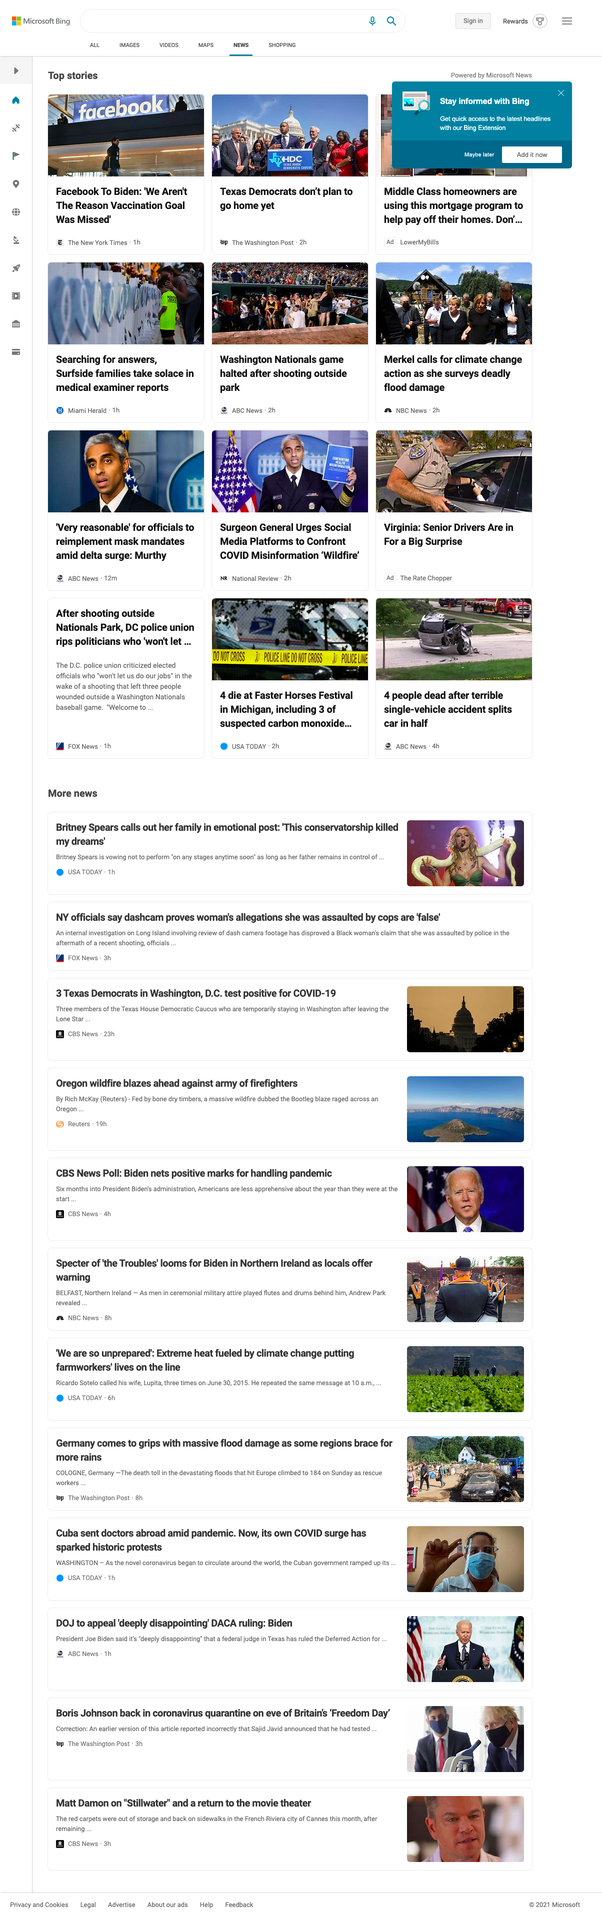 Microsoft Bing
Sign in
Rewards
ALL
IMAGES
VIDEOS
MAPS
NEWS
SHOPPING
Top stories
Powered by Microsoft News
Stay informed with Bing
Get quick access to the latest headlines
with our Bing Extension
Maybe later
Add it now
facebook
Facebook To Biden: 'We Aren't
The Reason Vaccination Goal
Was Missed'
The New York Times · 1h
HDC
Texas Democrats don't plan to
go home yet
wp The Washington Post · 2h
Middle Class homeowners are
using this mortgage program to
help pay off their homes. Don'...
Ad LowerMyBills
Searching for answers,
Surfside families take solace in
medical examiner reports
Miami Herald · 1h
Washington Nationals game
halted after shooting outside
park
ABC News · 2h
Merkel calls for climate change
action as she surveys deadly
flood damage
NBC News · 2h
'Very reasonable' for officials to
reimplement mask mandates
amid delta surge: Murthy
ABC News · 12m
Surgeon General Urges Social
Media Platforms to Confront
COVID Misinformation 'Wildfire'
NR National Review · 2h
Virginia: Senior Drivers Are in
For a Big Surprise
Ad The Rate Chopper
After shooting outside
Nationals Park, DC police union
rips politicians who 'won't let ...
The D.C. police union criticized elected
officials who "won't let us do our jobs" in the
wake of a shooting that left three people
wounded outside a Washington Nationals
baseball game. "Welcome to ...
FOX News · 1h
DO NOT CROSS POLICE LINE DO NOT CROSS POLICE LINE
4 die at Faster Horses Festival
in Michigan, including 3 of
suspected carbon monoxide...
USA TODAY · 2h
4 people dead after terrible
single-vehicle accident splits
car in half
ABC News · 4h
More news
Britney Spears calls out her family in emotional post: 'This conservatorship killed
my dreams'
Britney Spears is vowing not to perform "on any stages anytime soon" as long as her father remains in control of ...
USA TODAY · 1h
NY officials say dashcam proves woman's allegations she was assaulted by cops are 'false'
An internal investigation on Long Island involving review of dash camera footage has disproved a Black woman's claim that she was assaulted by police in the
aftermath of a recent shooting, officials ...
FOX News · 3h
3 Texas Democrats in Washington, D.C. test positive for COVID-19
Three members of the Texas House Democratic Caucus who are temporarily staying in Washington after leaving the
Lone Star ...
CBS News · 23h
Oregon wildfire blazes ahead against army of firefighters
By Rich McKay (Reuters) - Fed by bone dry timbers, a massive wildfire dubbed the Bootleg blaze raged across an
Oregon ...
Reuters · 19h
CBS News Poll: Biden nets positive marks for handling pandemic
Six months into President Biden's administration, Americans are less apprehensive about the year than they were at the
start ...
CBS News · 4h
Specter of 'the Troubles' looms for Biden in Northern Ireland as locals offer
warning
BELFAST, Northern Ireland — As men in ceremonial military attire played flutes and drums behind him, Andrew Park
revealed ...
NBC News · 8h
'We are so unprepared': Extreme heat fueled by climate change putting
farmworkers' lives on the line
Ricardo Sotelo called his wife, Lupita, three times on June 30, 2015. He repeated the same message at 10 a.m., ...
USA TODAY · 6h
Germany comes to grips with massive flood damage as some regions brace for
more rains
COLOGNE, Germany —The death toll in the devastating floods that hit Europe climbed to 184 on Sunday as rescue
workers ...
wp The Washington Post · 8h
Cuba sent doctors abroad amid pandemic. Now, its own COVID surge has
sparked historic protests
WASHINGTON – As the novel coronavirus began to circulate around the world, the Cuban government ramped up its ...
USA TODAY · 1h
DOJ to appeal 'deeply disappointing' DACA ruling: Biden
President Joe Biden said it's "deeply disappointing" that a federal judge in Texas has ruled the Deferred Action for ...
ABC News · 1h
Boris Johnson back in coronavirus quarantine on eve of Britain's 'Freedom Day'
Correction: An earlier version of this article reported incorrectly that Sajid Javid announced that he had tested ...
wp The Washington Post · 3h
Matt Damon on "Stillwater" and a return to the movie theater
The red carpets were out of storage and back on sidewalks in the French Riviera city of Cannes this month, after
remaining ...
CBS News · 3h
Privacy and Cookies
Legal
Advertise
About our ads
Help
Feedback
© 2021 Microsoft